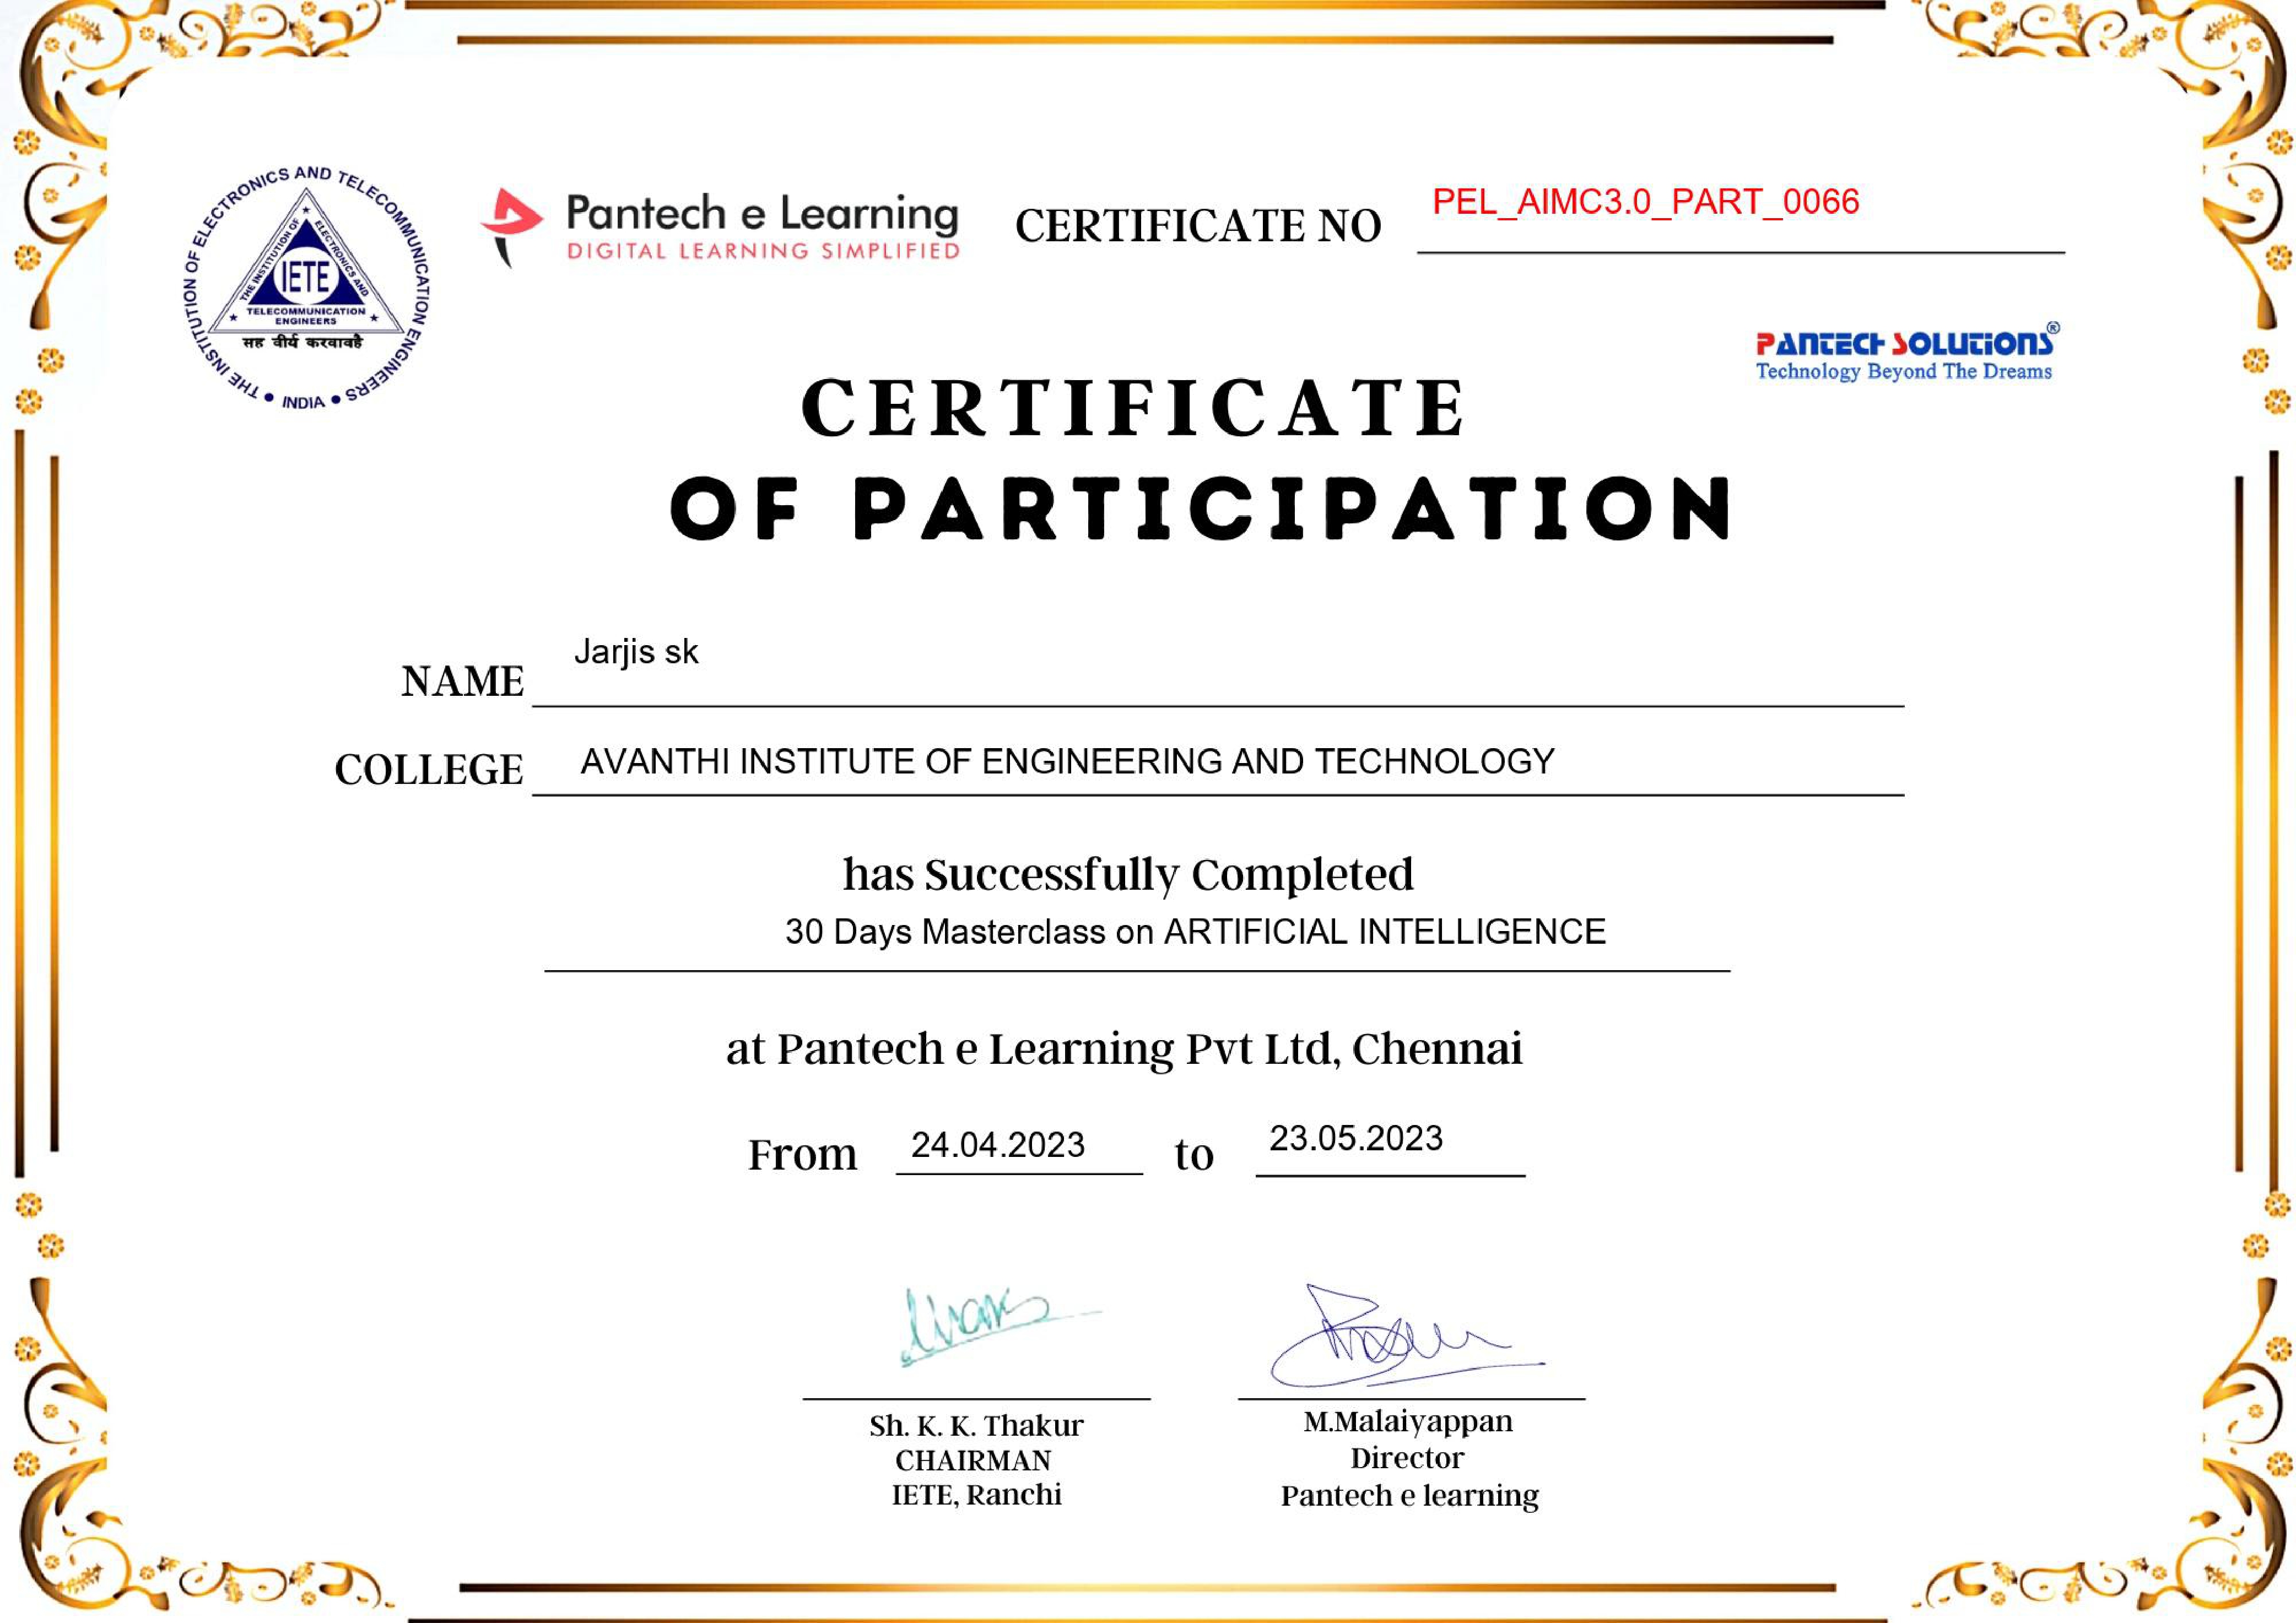 THE INSTITUTION OF ELECTRONICS AND TELECOMMUNICATION ENGINEERS
INDIA
THE INSTITUTION OF
ELECTRONICS AND
IETE
TELECOMMUNICATION
ENGINEERS
सह वीर्य करवावहै
Pantech e Learning
DIGITAL LEARNING SIMPLIFIED
CERTIFICATE NO PEL_AIMC3.0_PART_0066
PANTECH SOLUTIONS®
Technology Beyond The Dreams
CERTIFICATE
OF PARTICIPATION
NAME Jarjis sk
COLLEGE AVANTHI INSTITUTE OF ENGINEERING AND TECHNOLOGY
has Successfully Completed
30 Days Masterclass on ARTIFICIAL INTELLIGENCE
at Pantech e Learning Pvt Ltd, Chennai
From 24.04.2023 to 23.05.2023
Sh. K. K. Thakur
CHAIRMAN
IETE, Ranchi
M.Malaiyappan
Director
Pantech e learning